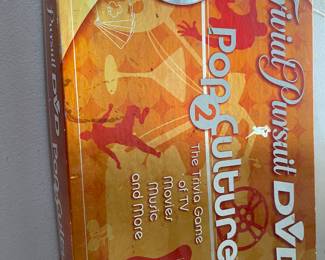 Trivial Pursuit
DVD
Pop Culture
2
The Trivia Game
of TV
Movies
Music
and More
Trivial Pursuit DVD Pop Culture